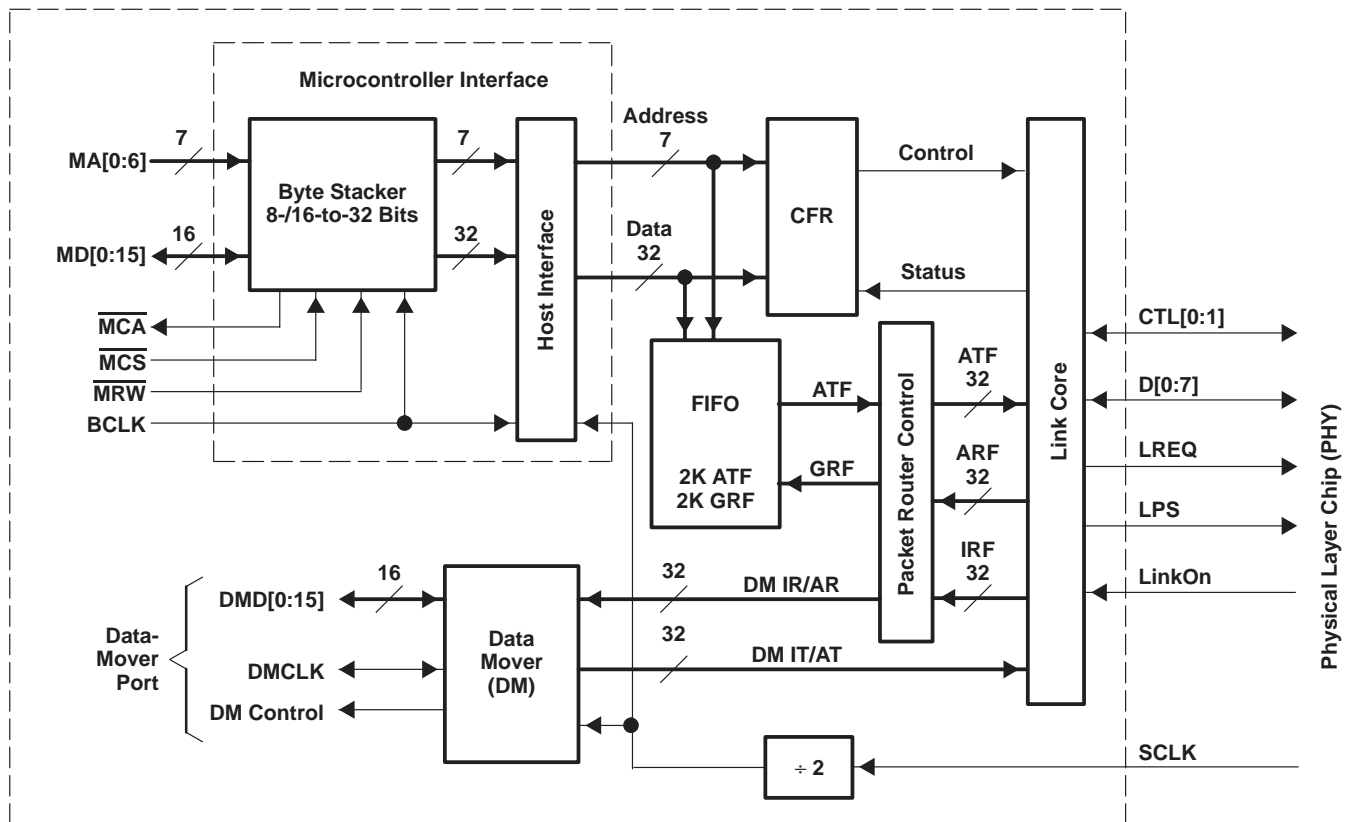 Microcontroller Interface
MA[0:6]
7
Byte Stacker
8-/16-to-32 Bits
7
MD[0:15]
16
32
MCA
MCS
MRW
BCLK
Host Interface
Address
7
Data
32
CFR
Control
Status
FIFO
2K ATF
2K GRF
ATF
GRF
Packet Router Control
ATF
32
ARF
32
IRF
32
Link Core
CTL[0:1]
D[0:7]
LREQ
LPS
LinkOn
SCLK
Physical Layer Chip (PHY)
Data-
Mover
Port
DMD[0:15]
16
DMCLK
DM Control
Data
Mover
(DM)
32
DM IR/AR
32
DM IT/AT
÷ 2